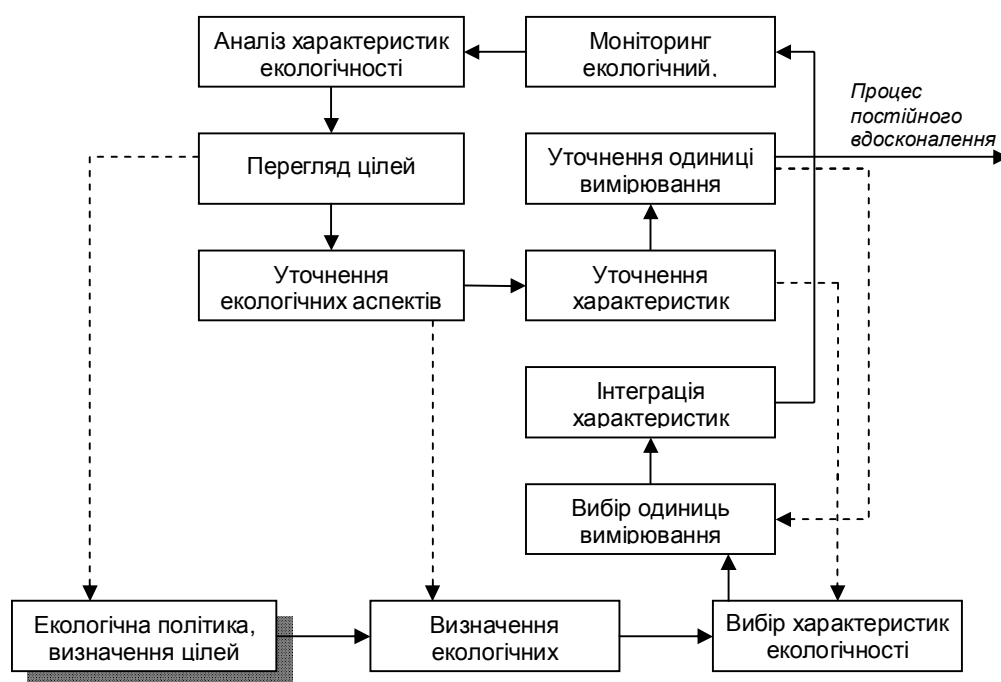 Аналіз характеристик
екологічності
Моніторинг
екологічний,
Процес
постійного
вдосконалення
Перегляд цілей
Уточнення одиниці
вимірювання
Уточнення
екологічних аспектів
Уточнення
характеристик
Інтеграція
характеристик
Вибір одиниць
вимірювання
Екологічна політика,
визначення цілей
Визначення
екологічних
Вибір характеристик
екологічності